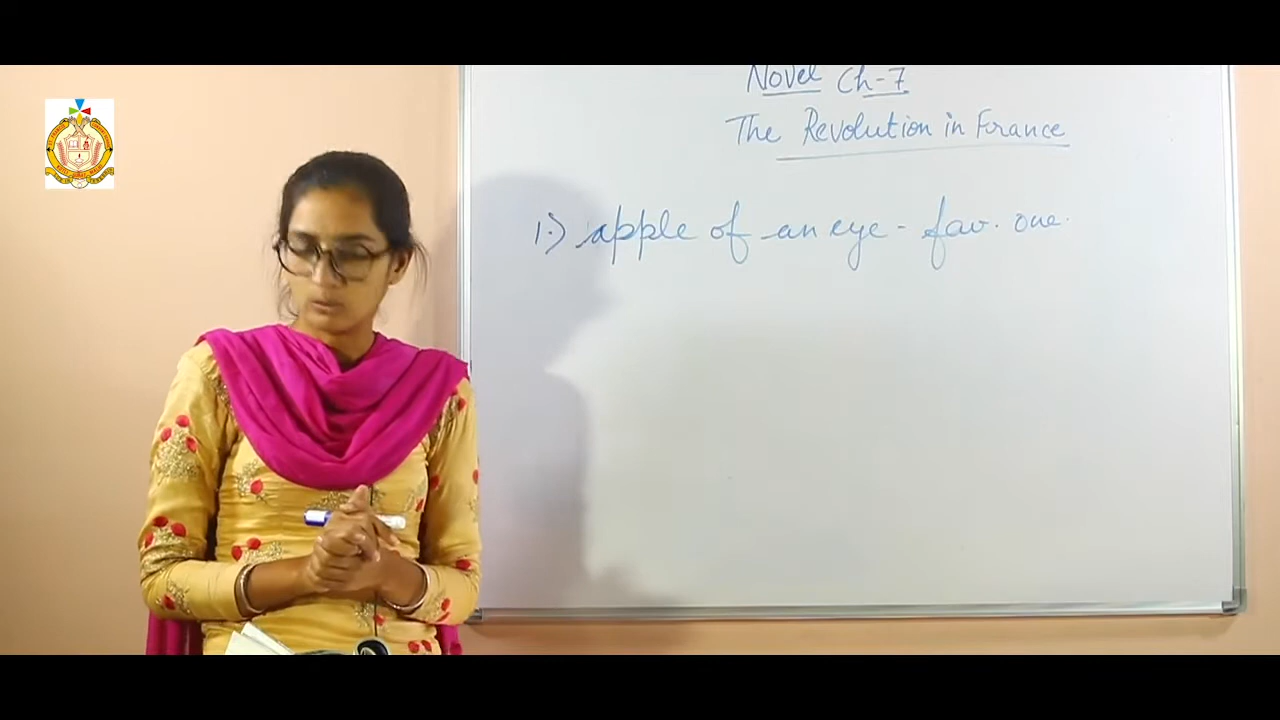 Novel Ch-7
The Revolution in France
1.) apple of an eye - fav. one.